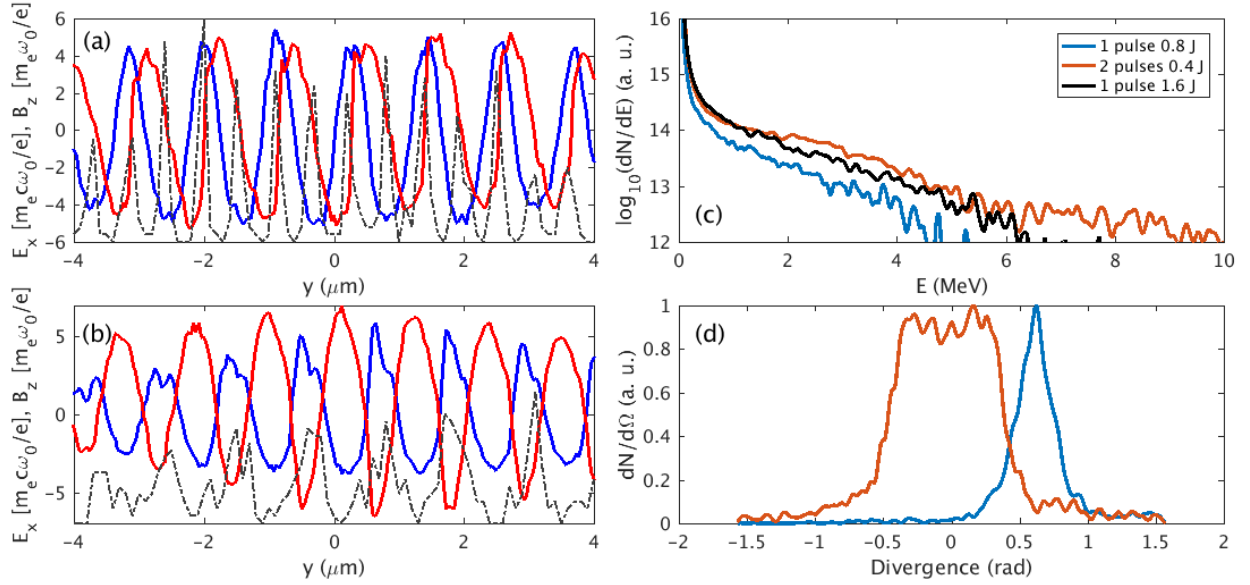 (a)
E_x [m_e cω_0/e], B_z [m_e ω_0/e]
6
4
2
0
-2
-4
-6
-4 -2 0 2 4
y (μm)
(c)
log_10(dN/dE) (a. u.)
16
15
14
13
12
0 2 4 6 8 10
E (MeV)
1 pulse 0.8 J
2 pulses 0.4 J
1 pulse 1.6 J
(b)
E_x [m_e cω_0/e], B_z [m_e ω_0/e]
5
0
-5
-4 -2 0 2 4
y (μm)
(d)
dN/dΩ (a. u.)
1
0.8
0.6
0.4
0.2
0
-2 -1.5 -1 -0.5 0 0.5 1 1.5 2
Divergence (rad)